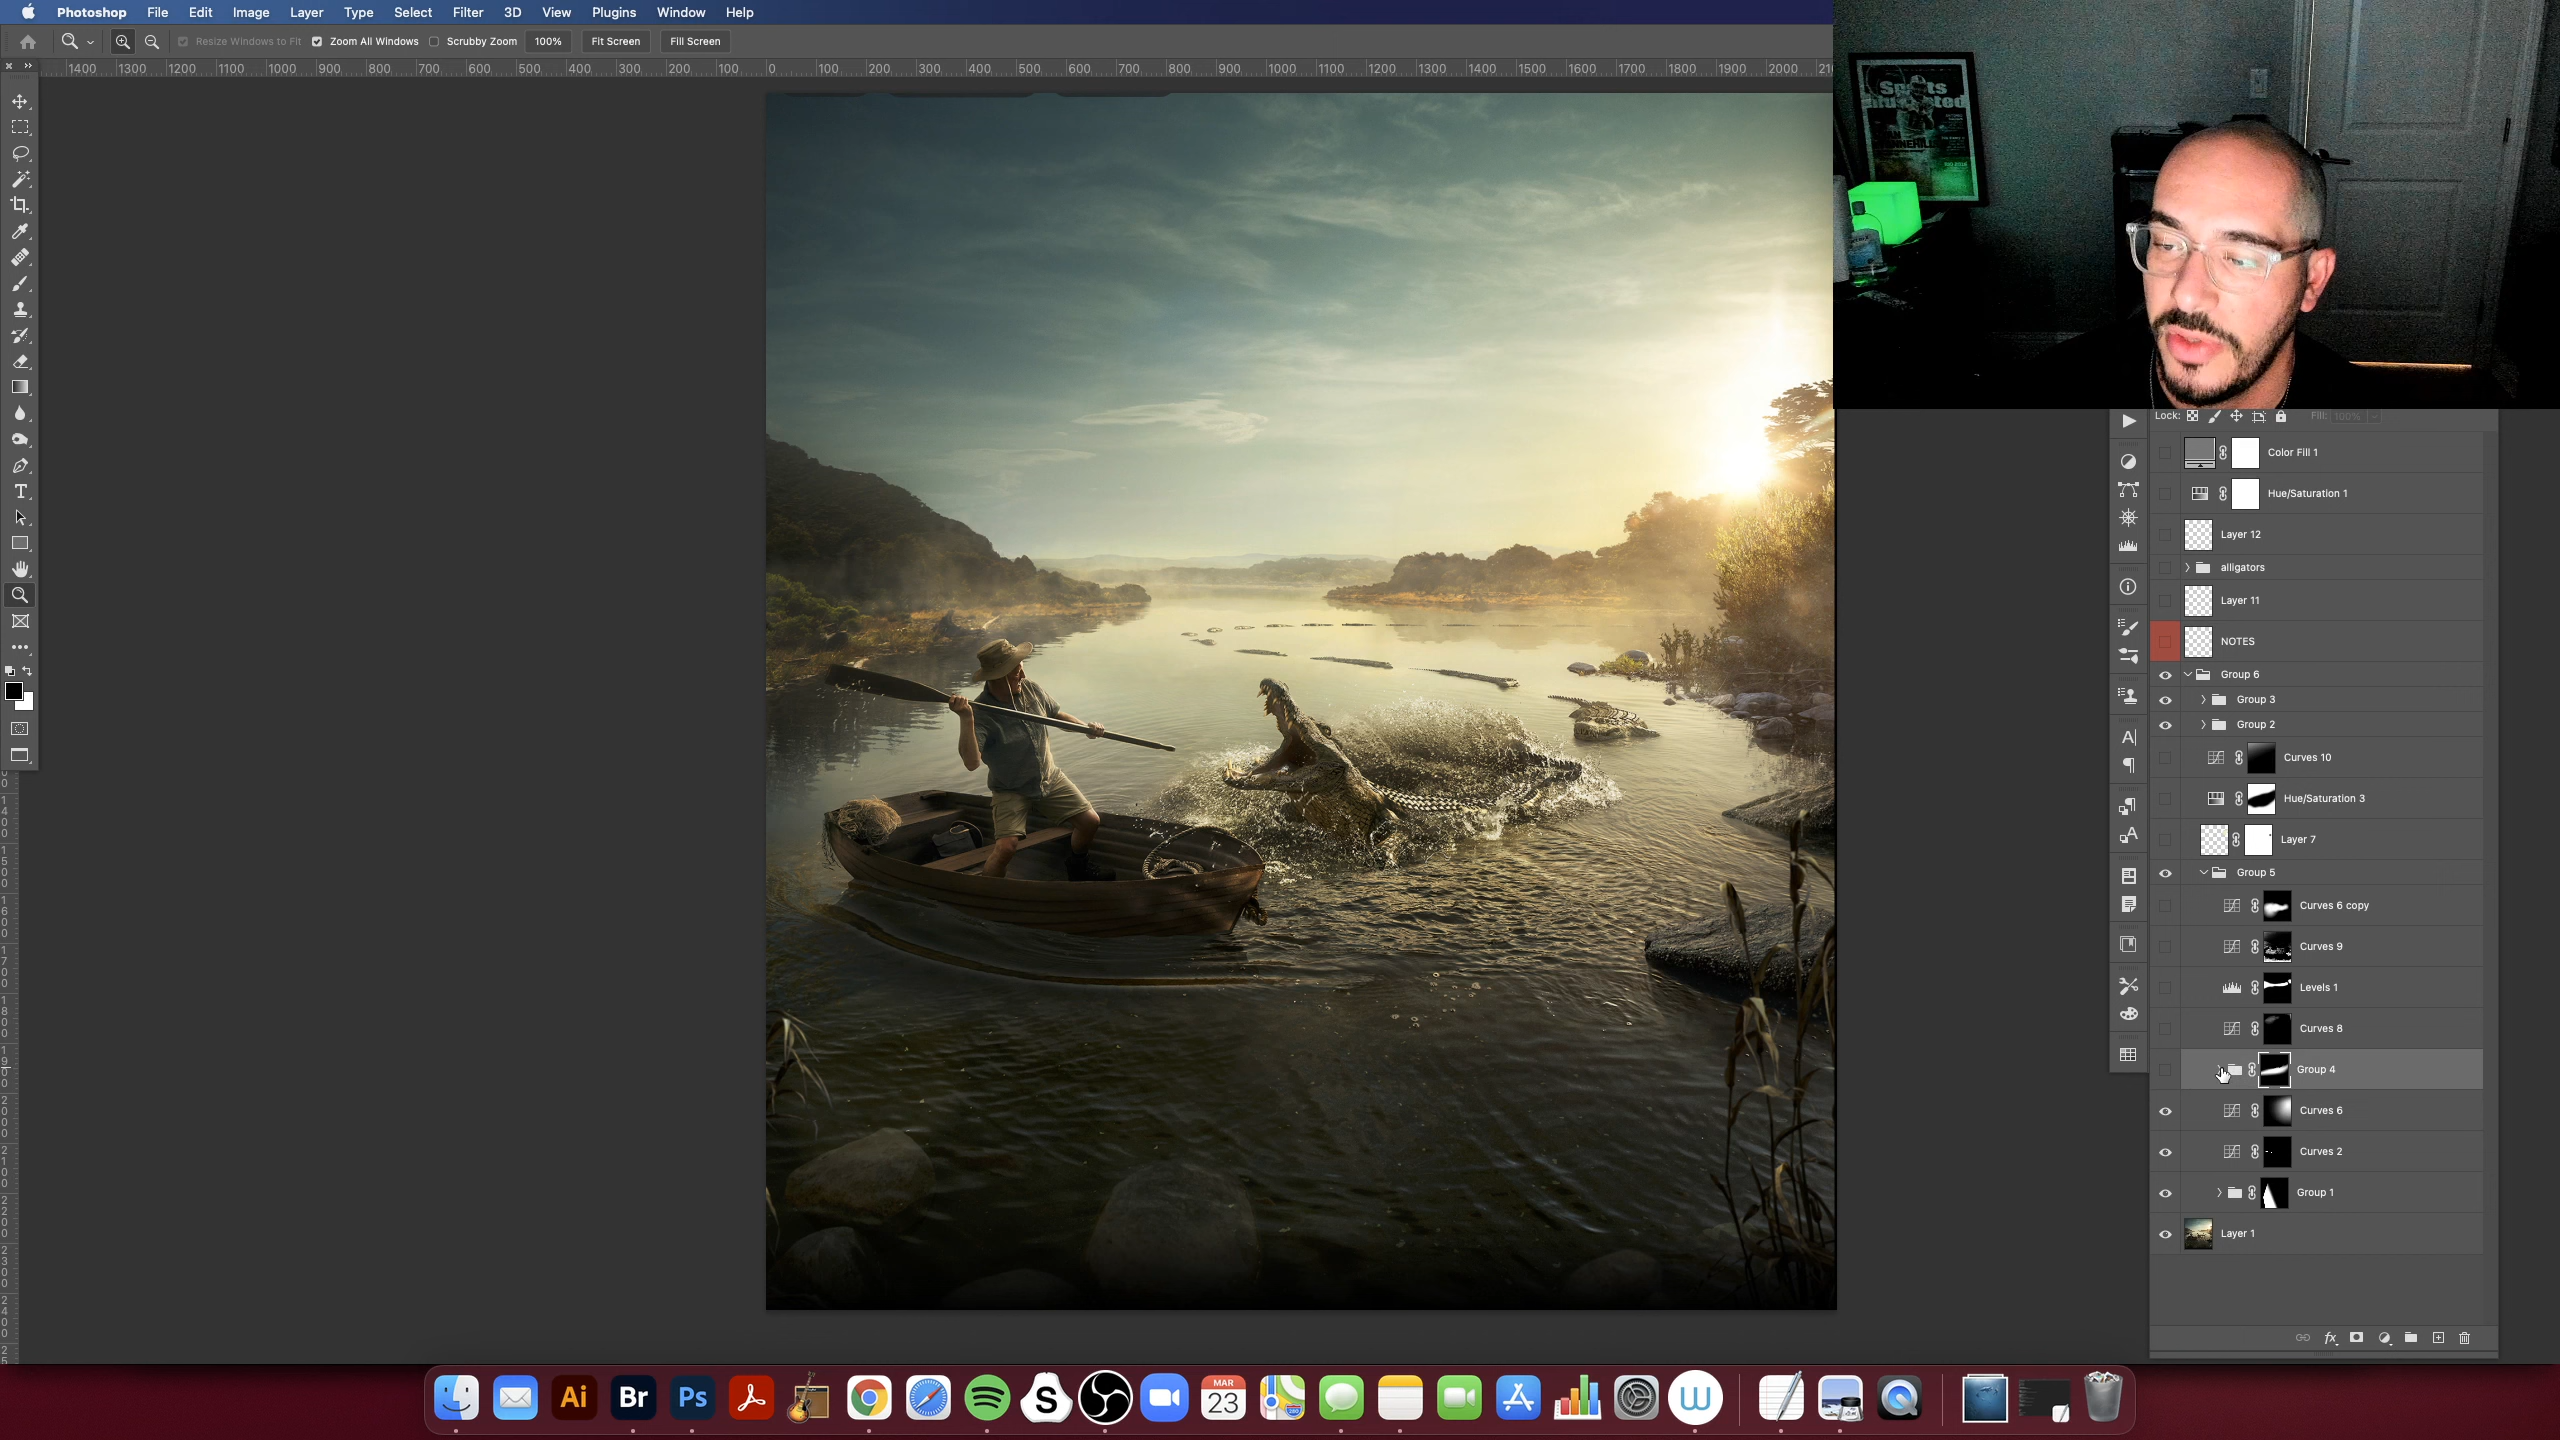 Photoshop File Edit Image Layer Type Select Filter 3D View Plugins Window Help
Resize Windows to Fit Zoom All Windows Scrubby Zoom 100% Fit Screen Fill Screen
1400 1300 1200 1100 1000 900 800 700 600 500 400 300 200 100 0 100 200 300 400 500 600 700 800 900 1000 1100 1200 1300 1400 1500 1600 1700 1800 1900 2000
Sports
Illustrated
Lock: Fill: 100%
Color Fill 1
Hue/Saturation 1
Layer 12
alligators
Layer 11
NOTES
Group 6
Group 3
Group 2
Curves 10
Hue/Saturation 3
Layer 7
Group 5
Curves 6 copy
Curves 9
Levels 1
Curves 8
Group 4
Curves 6
Curves 2
Group 1
Layer 1
fx
Ai Br Ps S MAR 23 W